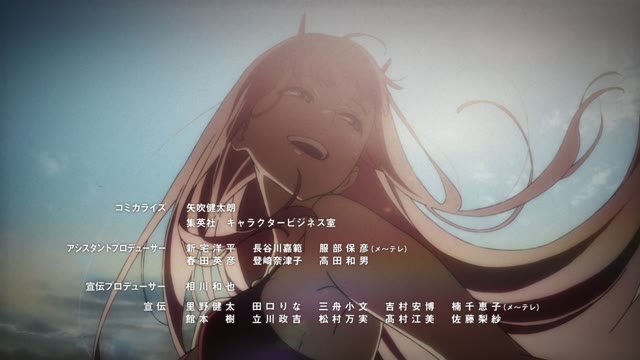 コミカライズ 矢吹健太朗
集英社 キャラクタービジネス室
アシスタントプロデューサー 新宅洋平 長谷川嘉範 服部保彦(メ〜テレ)
春田英彦 登崎奈津子 高田和男
宣伝プロデューサー 相川和也
宣伝 里野健太 田口りな 三舟小文 吉村安博 楠千恵子(メ〜テレ)
館本樹 立川政吉 松村万実 髙村江美 佐藤梨紗